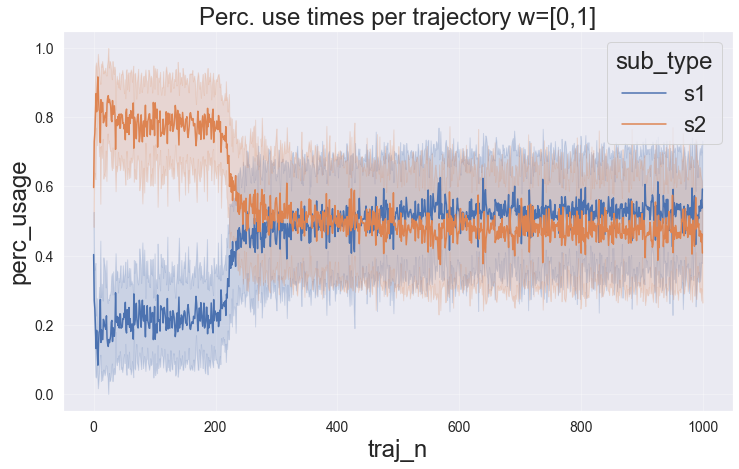 Perc. use times per trajectory w=[0,1]
sub_type
s1
s2
perc_usage
1.0
0.8
0.6
0.4
0.2
0.0
0
200
400
600
800
1000
traj_n